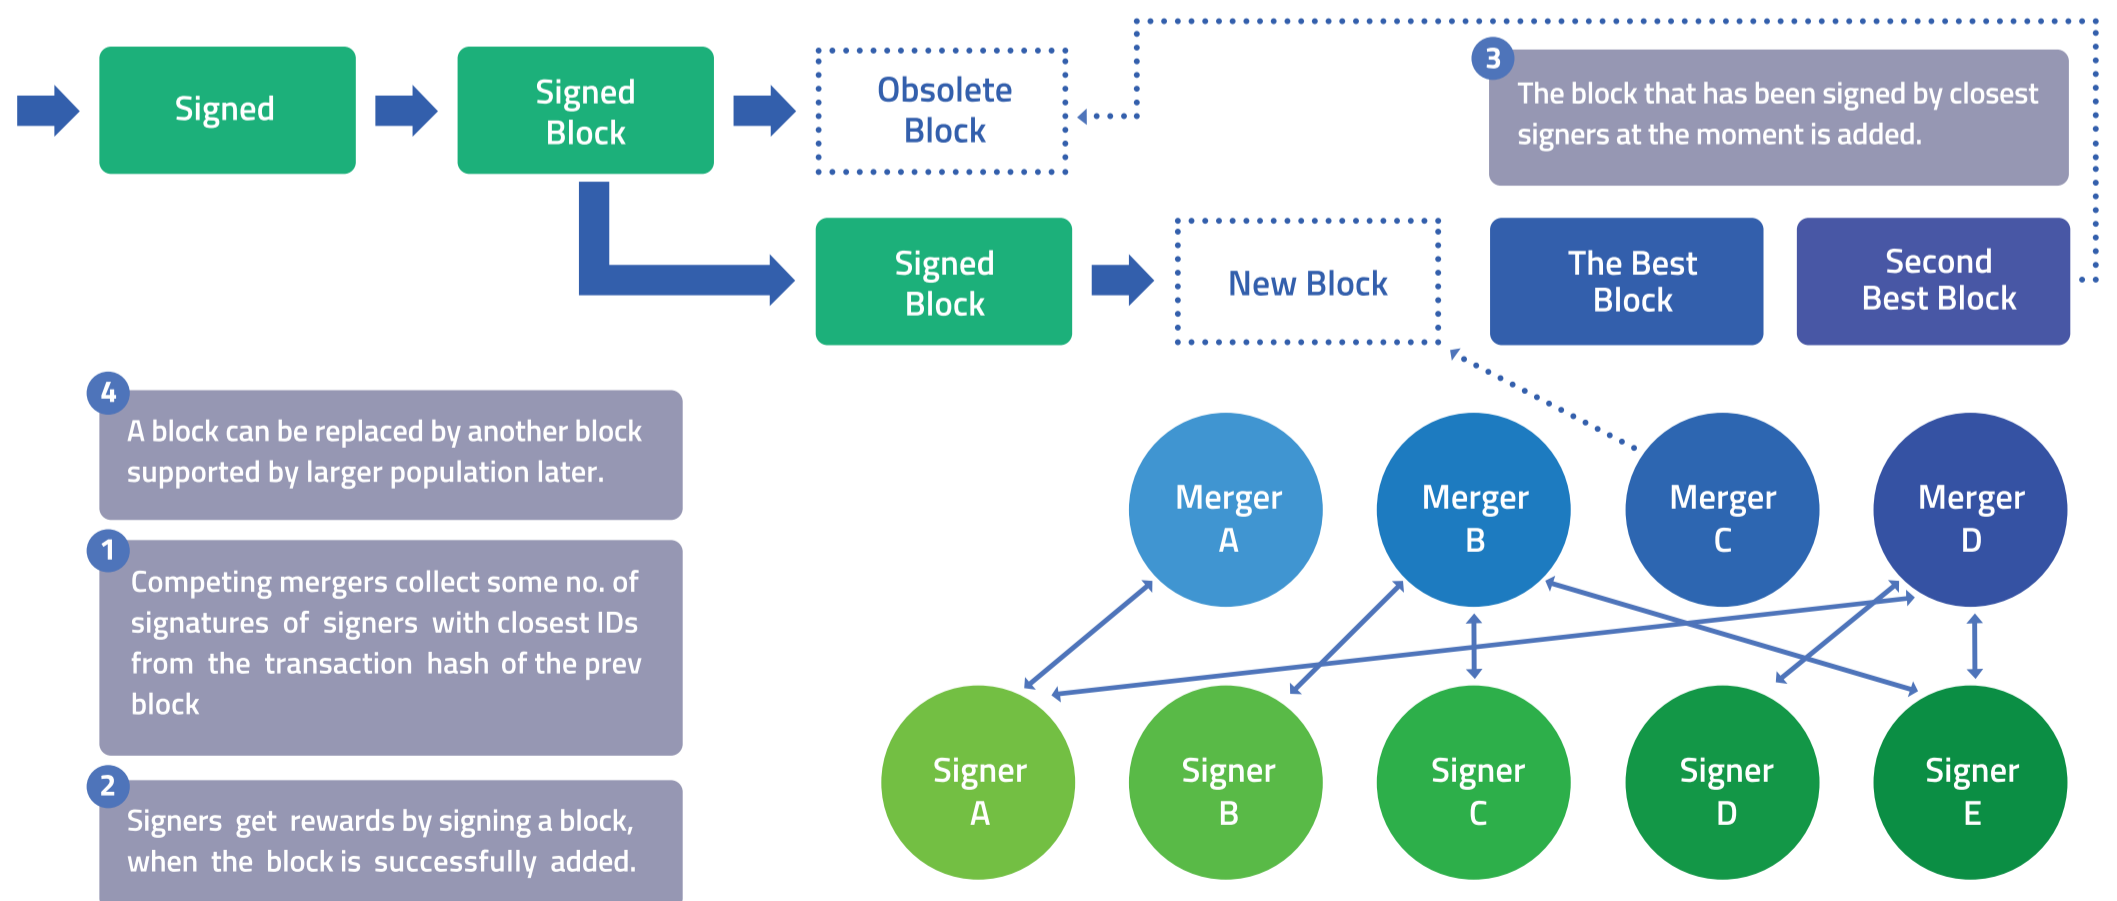 Signed
Signed
Block
Obsolete
Block
3
The block that has been signed by closest
signers at the moment is added.
Signed
Block
New Block
The Best
Block
Second
Best Block
4
A block can be replaced by another block
supported by larger population later.
1
Competing mergers collect some no. of
signatures of signers with closest IDs
from the transaction hash of the prev
block
2
Signers get rewards by signing a block,
when the block is successfully added.
Merger
A
Merger
B
Merger
C
Merger
D
Signer
A
Signer
B
Signer
C
Signer
D
Signer
E